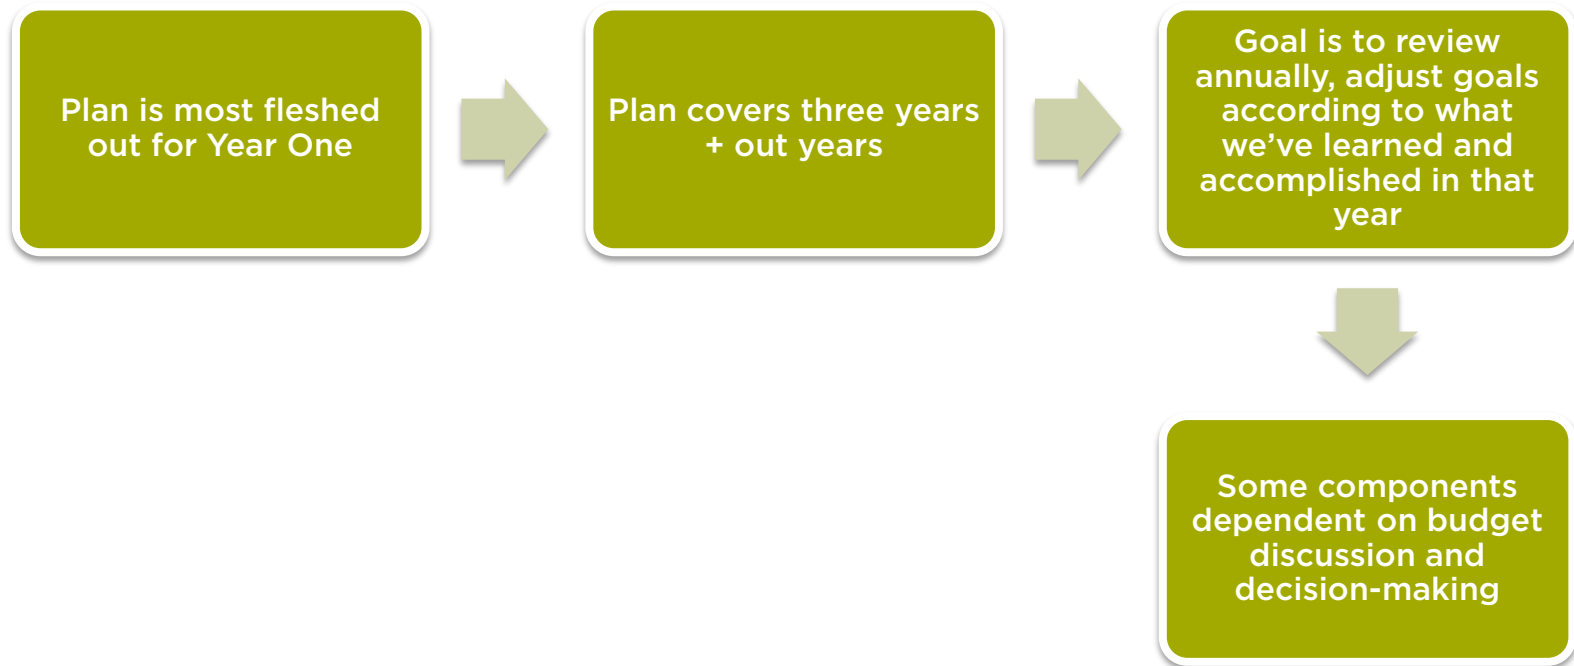 Plan is most fleshed
out for Year One
Plan covers three years
+ out years
Goal is to review
annually, adjust goals
according to what
we’ve learned and
accomplished in that
year
Some components
dependent on budget
discussion and
decision-making